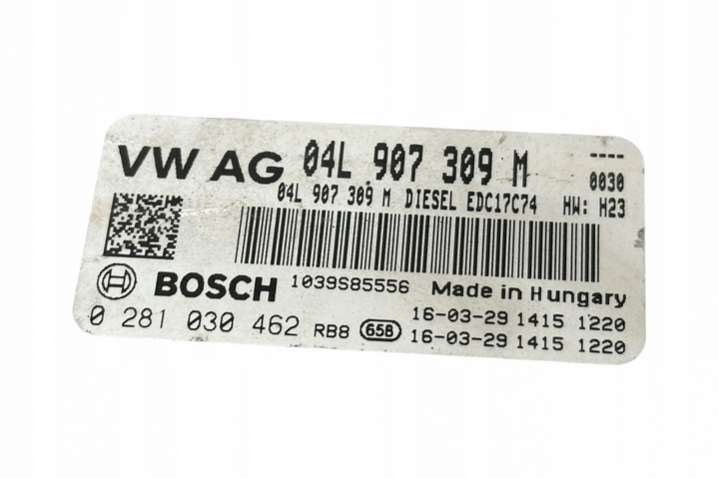 VW AG 04L 907 309 M ----
04L 907 309 M DIESEL EDC17C74 0030
HW: H23
BOSCH 1039S85556 Made in Hungary
0 281 030 462 RB8 658 16-03-29 1415 1220
16-03-29 1415 1220